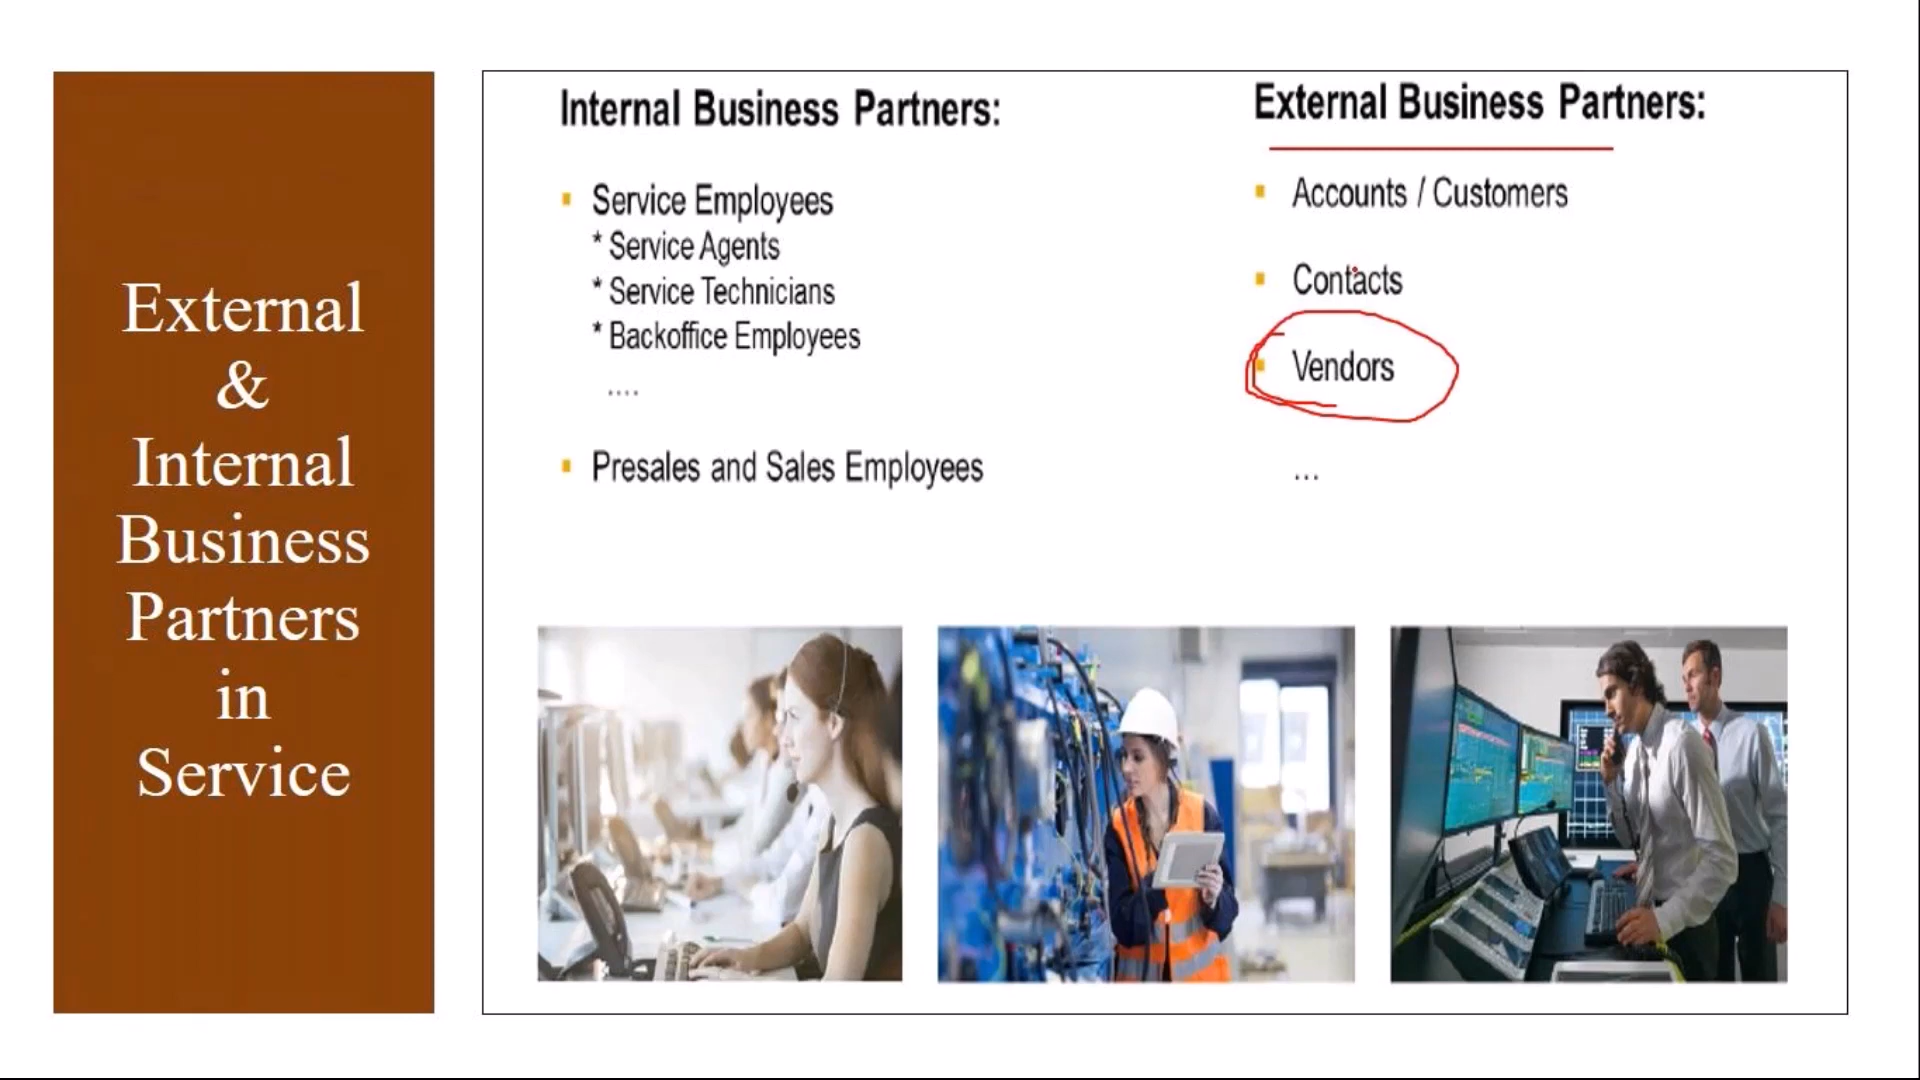 External
&
Internal
Business
Partners
in
Service
Internal Business Partners:
Service Employees
* Service Agents
* Service Technicians
* Backoffice Employees
....
Presales and Sales Employees
External Business Partners:
Accounts / Customers
Contacts
Vendors
...